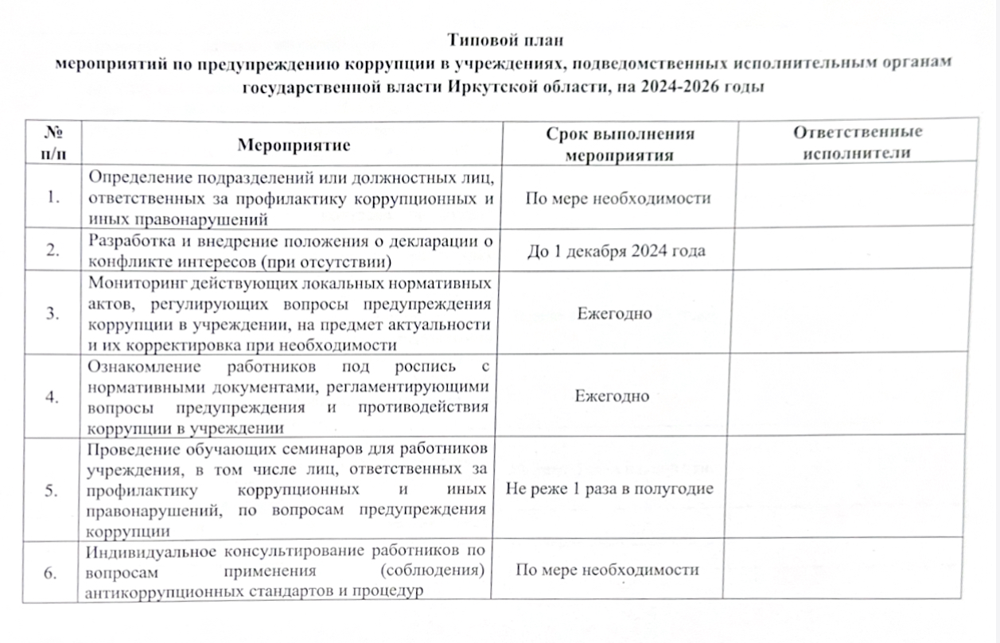 Типовой план
мероприятий по предупреждению коррупции в учреждениях, подведомственных исполнительным органам
государственной власти Иркутской области, на 2024-2026 годы
№
п/п
Мероприятие
Срок выполнения
мероприятия
Ответственные
исполнители
1.
Определение подразделений или должностных лиц,
ответственных за профилактику коррупционных и
иных правонарушений
По мере необходимости
2.
Разработка и внедрение положения о декларации о
конфликте интересов (при отсутствии)
До 1 декабря 2024 года
3.
Мониторинг действующих локальных нормативных
актов, регулирующих вопросы предупреждения
коррупции в учреждении, на предмет актуальности
и их корректировка при необходимости
Ежегодно
4.
Ознакомление работников под роспись с
нормативными документами, регламентирующими
вопросы предупреждения и противодействия
коррупции в учреждении
Ежегодно
5.
Проведение обучающих семинаров для работников
учреждения, в том числе лиц, ответственных за
профилактику коррупционных и иных
правонарушений, по вопросам предупреждения
коррупции
Не реже 1 раза в полугодие
6.
Индивидуальное консультирование работников по
вопросам применения (соблюдения)
антикоррупционных стандартов и процедур
По мере необходимости